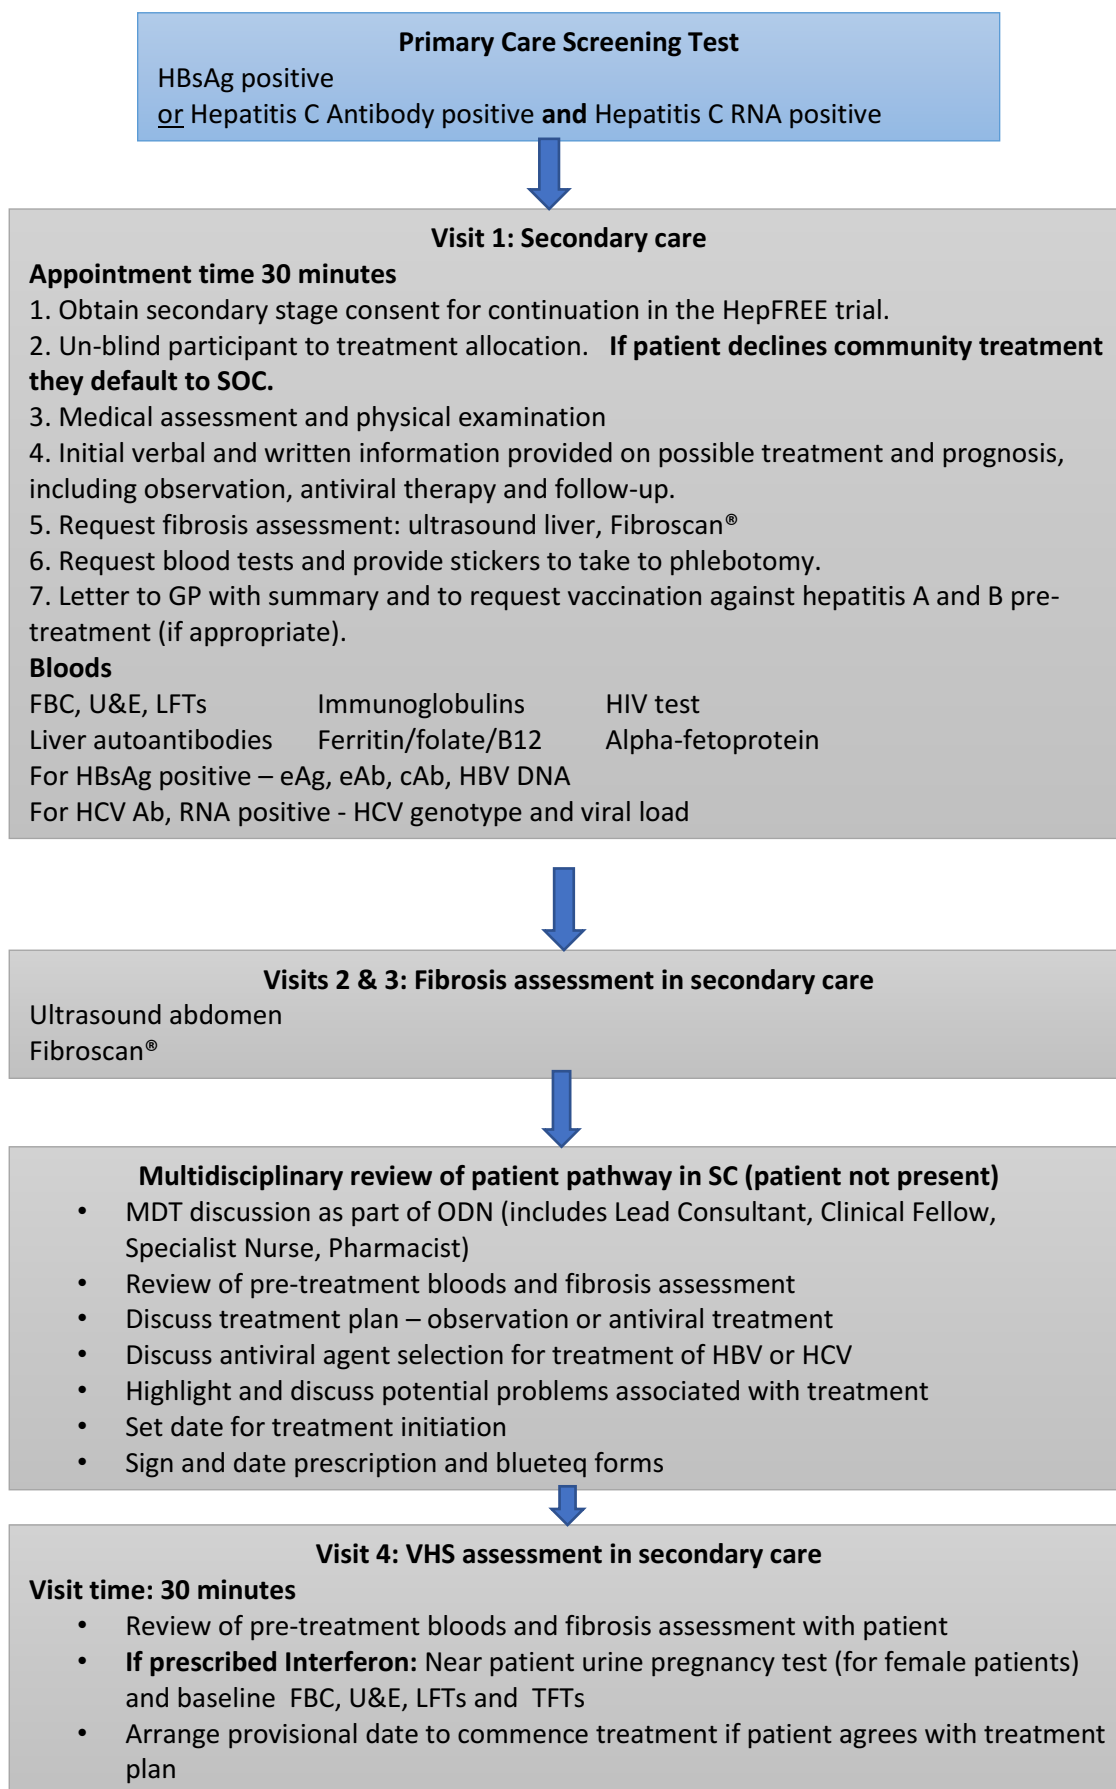 Primary Care Screening Test
HBsAg positive
or Hepatitis C Antibody positive and Hepatitis C RNA positive
Visit 1: Secondary care
Appointment time 30 minutes
1. Obtain secondary stage consent for continuation in the HepFREE trial.
2. Un-blind participant to treatment allocation. If patient declines community treatment
they default to SOC.
3. Medical assessment and physical examination
4. Initial verbal and written information provided on possible treatment and prognosis,
including observation, antiviral therapy and follow-up.
5. Request fibrosis assessment: ultrasound liver, Fibroscan®
6. Request blood tests and provide stickers to take to phlebotomy.
7. Letter to GP with summary and to request vaccination against hepatitis A and B pre-
treatment (if appropriate).
Bloods
FBC, U&E, LFTs Immunoglobulins HIV test
Liver autoantibodies Ferritin/folate/B12 Alpha-fetoprotein
For HBsAg positive – eAg, eAb, cAb, HBV DNA
For HCV Ab, RNA positive - HCV genotype and viral load
Visits 2 & 3: Fibrosis assessment in secondary care
Ultrasound abdomen
Fibroscan®
Multidisciplinary review of patient pathway in SC (patient not present)
• MDT discussion as part of ODN (includes Lead Consultant, Clinical Fellow,
Specialist Nurse, Pharmacist)
• Review of pre-treatment bloods and fibrosis assessment
• Discuss treatment plan – observation or antiviral treatment
• Discuss antiviral agent selection for treatment of HBV or HCV
• Highlight and discuss potential problems associated with treatment
• Set date for treatment initiation
• Sign and date prescription and blueteq forms
Visit 4: VHS assessment in secondary care
Visit time: 30 minutes
• Review of pre-treatment bloods and fibrosis assessment with patient
• If prescribed Interferon: Near patient urine pregnancy test (for female patients)
and baseline FBC, U&E, LFTs and TFTs
• Arrange provisional date to commence treatment if patient agrees with treatment
plan